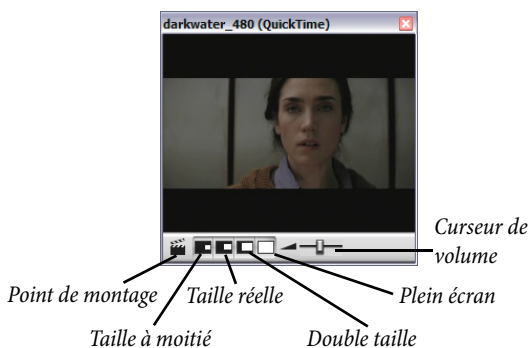 darkwater_480 (QuickTime)
Curseur de
volume
Point de montage
Taille réelle
Plein écran
Taille à moitié
Double taille